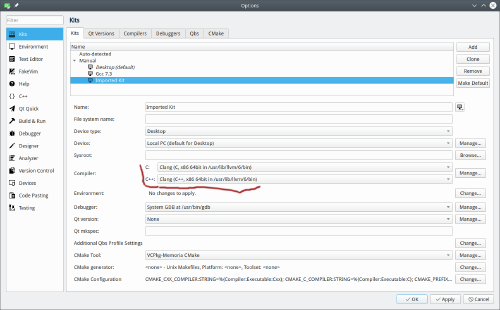 Options
Filter
Kits
Kits
Environment
Text Editor
FakeVim
Help
C++
Qt Quick
Build & Run
Debugger
Designer
Analyzer
Version Control
Devices
Code Pasting
Testing
Kits
Qt Versions
Compilers
Debuggers
Qbs
CMake
Name
Auto-detected
Manual
Desktop (default)
Gcc 7.3
Imported Kit
Add
Clone
Remove
Make Default
Name:
Imported Kit
File system name:
Device type:
Desktop
Device:
Local PC (default for Desktop)
Manage...
Sysroot:
Browse...
Compiler:
C:
Clang (C, x86 64bit in /usr/lib/llvm/6/bin)
Manage...
C++:
Clang (C++, x86 64bit in /usr/lib/llvm/6/bin)
Environment:
No changes to apply.
Change...
Debugger:
System GDB at /usr/bin/gdb
Manage...
Qt version:
None
Manage...
Qt mkspec:
Additional Qbs Profile Settings
Change...
CMake Tool:
VCPkg-Memoria CMake
Manage...
CMake generator:
<none> - Unix Makefiles, Platform: <none>, Toolset: <none>
Change...
CMake Configuration
CMAKE_CXX_COMPILER:STRING=%{Compiler:Executable:Cxx}; CMAKE_C_COMPILER:STRING=%{Compiler:Executable:C}; CMAKE_PREFIX...
Change...
OK
Apply
Cancel